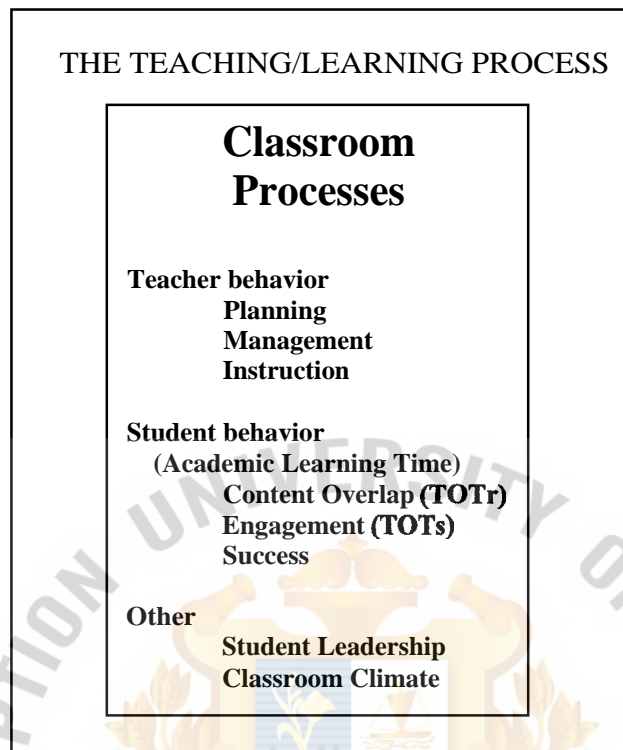 THE TEACHING/LEARNING PROCESS
Classroom
Processes
Teacher behavior
Planning
Management
Instruction
Student behavior
(Academic Learning Time)
Content Overlap (TOTr)
Engagement (TOTs)
Success
Other
Student Leadership
Classroom Climate
UNIVERSITY O